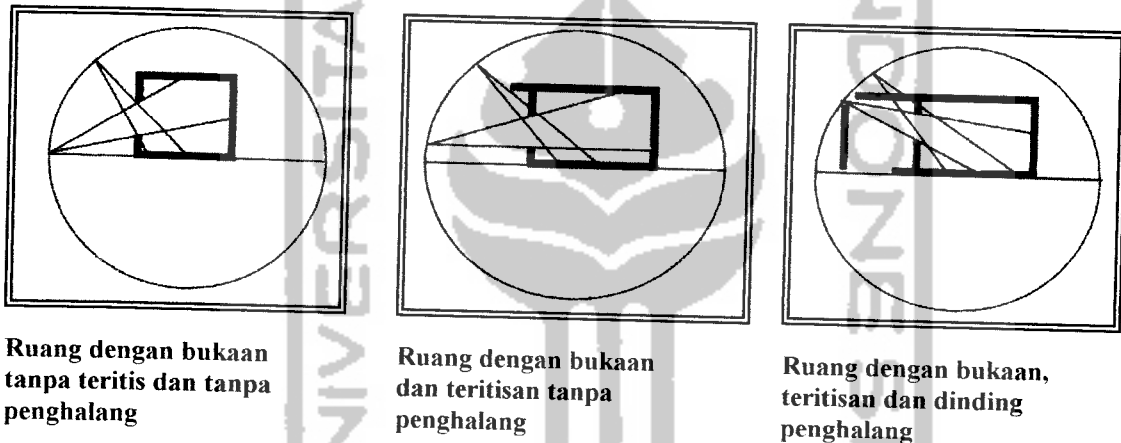 Ruang dengan bukaan
tanpa teritis dan tanpa
penghalang
Ruang dengan bukaan
dan teritisan tanpa
penghalang
Ruang dengan bukaan,
teritisan dan dinding
penghalang